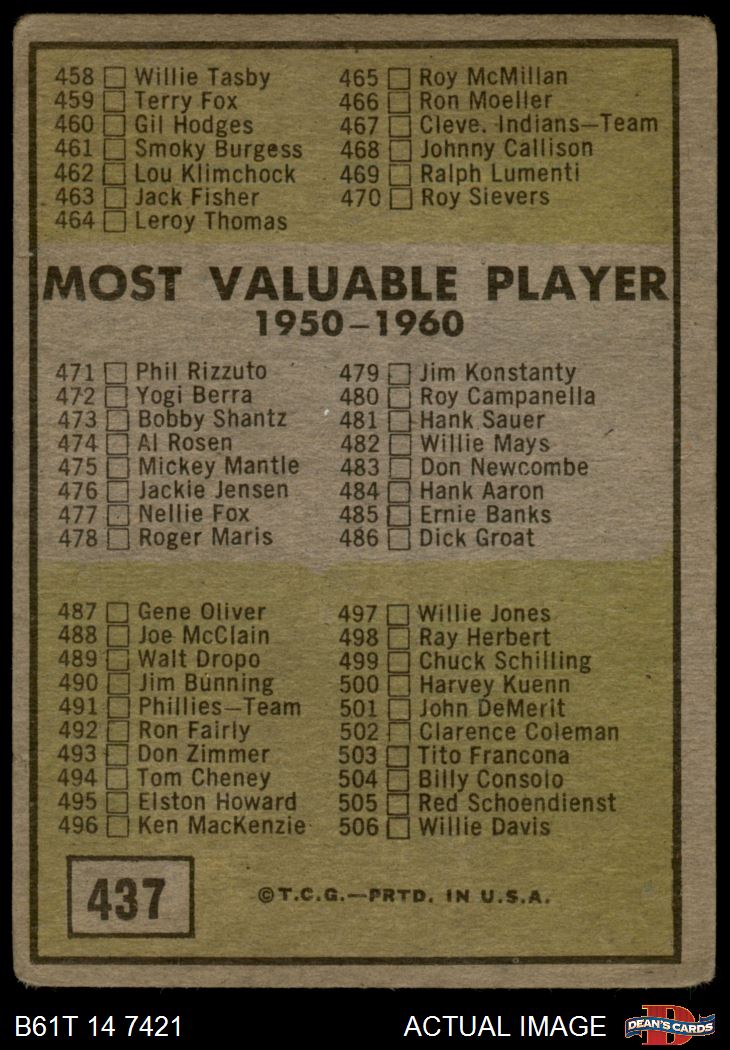 458 Willie Tasby
459 Terry Fox
460 Gil Hodges
461 Smoky Burgess
462 Lou Klimchock
463 Jack Fisher
464 Leroy Thomas
465 Roy McMillan
466 Ron Moeller
467 Cleve. Indians—Team
468 Johnny Callison
469 Ralph Lumenti
470 Roy Sievers
MOST VALUABLE PLAYER
1950–1960
471 Phil Rizzuto
472 Yogi Berra
473 Bobby Shantz
474 Al Rosen
475 Mickey Mantle
476 Jackie Jensen
477 Nellie Fox
478 Roger Maris
479 Jim Konstanty
480 Roy Campanella
481 Hank Sauer
482 Willie Mays
483 Don Newcombe
484 Hank Aaron
485 Ernie Banks
486 Dick Groat
487 Gene Oliver
488 Joe McClain
489 Walt Dropo
490 Jim Bunning
491 Phillies—Team
492 Ron Fairly
493 Don Zimmer
494 Tom Cheney
495 Elston Howard
496 Ken MacKenzie
497 Willie Jones
498 Ray Herbert
499 Chuck Schilling
500 Harvey Kuenn
501 John DeMerit
502 Clarence Coleman
503 Tito Francona
504 Billy Consolo
505 Red Schoendienst
506 Willie Davis
437
©T.C.G.—PRTD. IN U.S.A.
B61T 14 7421
ACTUAL IMAGE
D
DEAN'S CARDS